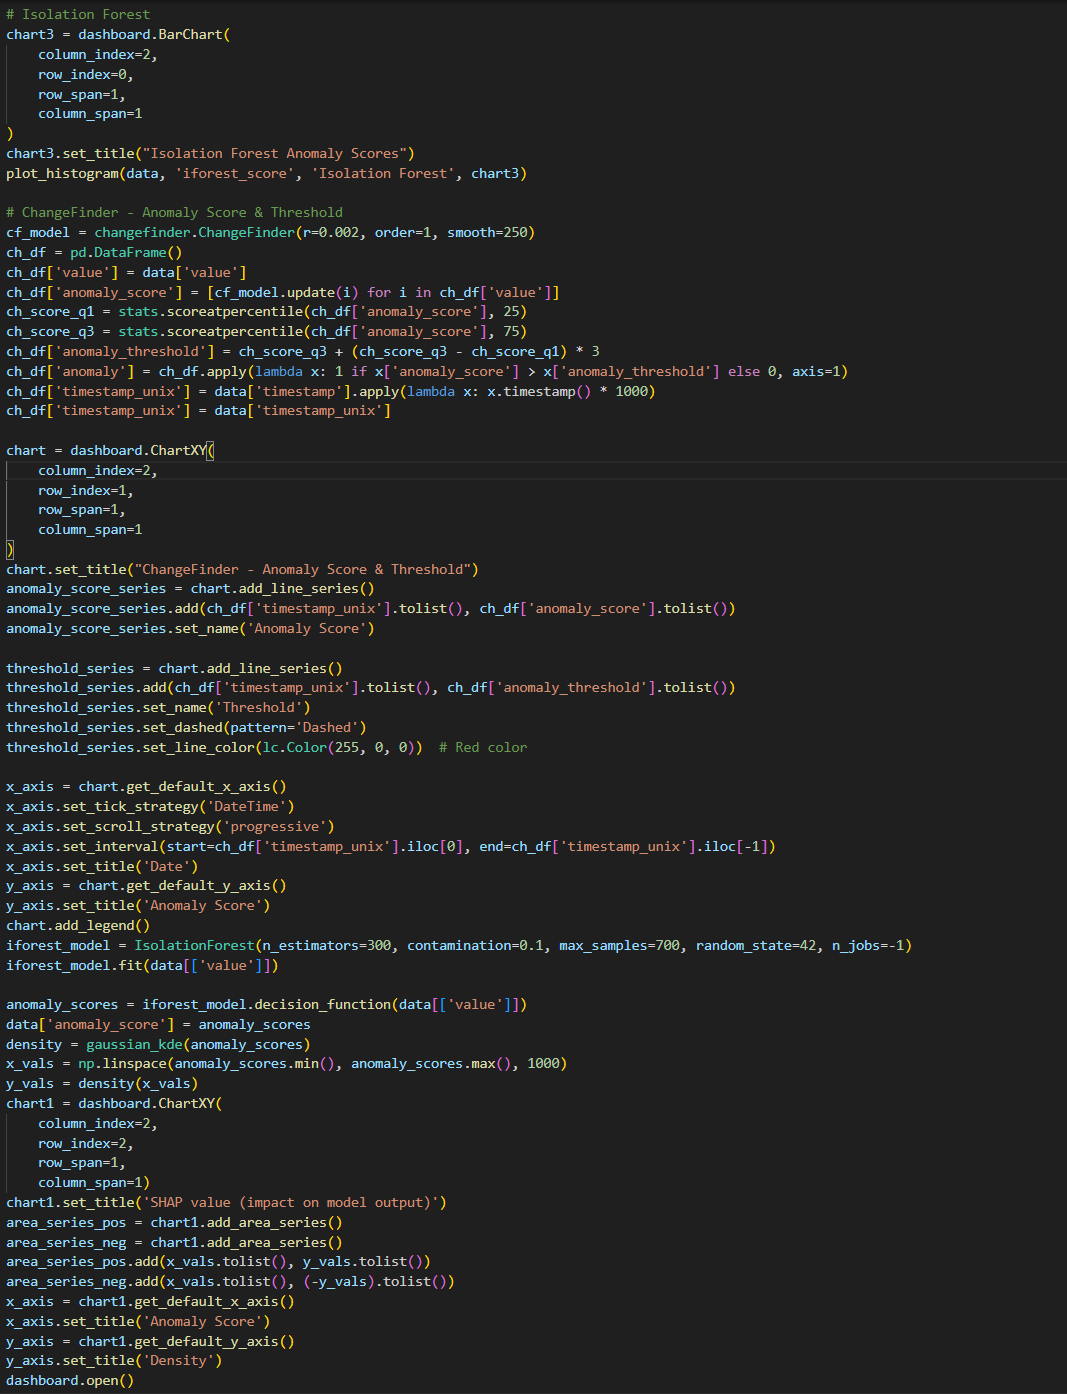 # Isolation Forest
chart3 = dashboard.BarChart(
    column_index=2,
    row_index=0,
    row_span=1,
    column_span=1
)
chart3.set_title("Isolation Forest Anomaly Scores")
plot_histogram(data, 'iforest_score', 'Isolation Forest', chart3)

# ChangeFinder - Anomaly Score & Threshold
cf_model = changefinder.ChangeFinder(r=0.002, order=1, smooth=250)
ch_df = pd.DataFrame()
ch_df['value'] = data['value']
ch_df['anomaly_score'] = [cf_model.update(i) for i in ch_df['value']]
ch_score_q1 = stats.scoreatpercentile(ch_df['anomaly_score'], 25)
ch_score_q3 = stats.scoreatpercentile(ch_df['anomaly_score'], 75)
ch_df['anomaly_threshold'] = ch_score_q3 + (ch_score_q3 - ch_score_q1) * 3
ch_df['anomaly'] = ch_df.apply(lambda x: 1 if x['anomaly_score'] > x['anomaly_threshold'] else 0, axis=1)
ch_df['timestamp_unix'] = data['timestamp'].apply(lambda x: x.timestamp() * 1000)
ch_df['timestamp_unix'] = data['timestamp_unix']

chart = dashboard.ChartXY(
    column_index=2,
    row_index=1,
    row_span=1,
    column_span=1
)
chart.set_title("ChangeFinder - Anomaly Score & Threshold")
anomaly_score_series = chart.add_line_series()
anomaly_score_series.add(ch_df['timestamp_unix'].tolist(), ch_df['anomaly_score'].tolist())
anomaly_score_series.set_name('Anomaly Score')

threshold_series = chart.add_line_series()
threshold_series.add(ch_df['timestamp_unix'].tolist(), ch_df['anomaly_threshold'].tolist())
threshold_series.set_name('Threshold')
threshold_series.set_dashed(pattern='Dashed')
threshold_series.set_line_color(lc.Color(255, 0, 0))  # Red color

x_axis = chart.get_default_x_axis()
x_axis.set_tick_strategy('DateTime')
x_axis.set_scroll_strategy('progressive')
x_axis.set_interval(start=ch_df['timestamp_unix'].iloc[0], end=ch_df['timestamp_unix'].iloc[-1])
x_axis.set_title('Date')
y_axis = chart.get_default_y_axis()
y_axis.set_title('Anomaly Score')
chart.add_legend()
iforest_model = IsolationForest(n_estimators=300, contamination=0.1, max_samples=700, random_state=42, n_jobs=-1)
iforest_model.fit(data[['value']])

anomaly_scores = iforest_model.decision_function(data[['value']])
data['anomaly_score'] = anomaly_scores
density = gaussian_kde(anomaly_scores)
x_vals = np.linspace(anomaly_scores.min(), anomaly_scores.max(), 1000)
y_vals = density(x_vals)
chart1 = dashboard.ChartXY(
    column_index=2,
    row_index=2,
    row_span=1,
    column_span=1)
chart1.set_title('SHAP value (impact on model output)')
area_series_pos = chart1.add_area_series()
area_series_neg = chart1.add_area_series()
area_series_pos.add(x_vals.tolist(), y_vals.tolist())
area_series_neg.add(x_vals.tolist(), (-y_vals).tolist())
x_axis = chart1.get_default_x_axis()
x_axis.set_title('Anomaly Score')
y_axis = chart1.get_default_y_axis()
y_axis.set_title('Density')
dashboard.open()